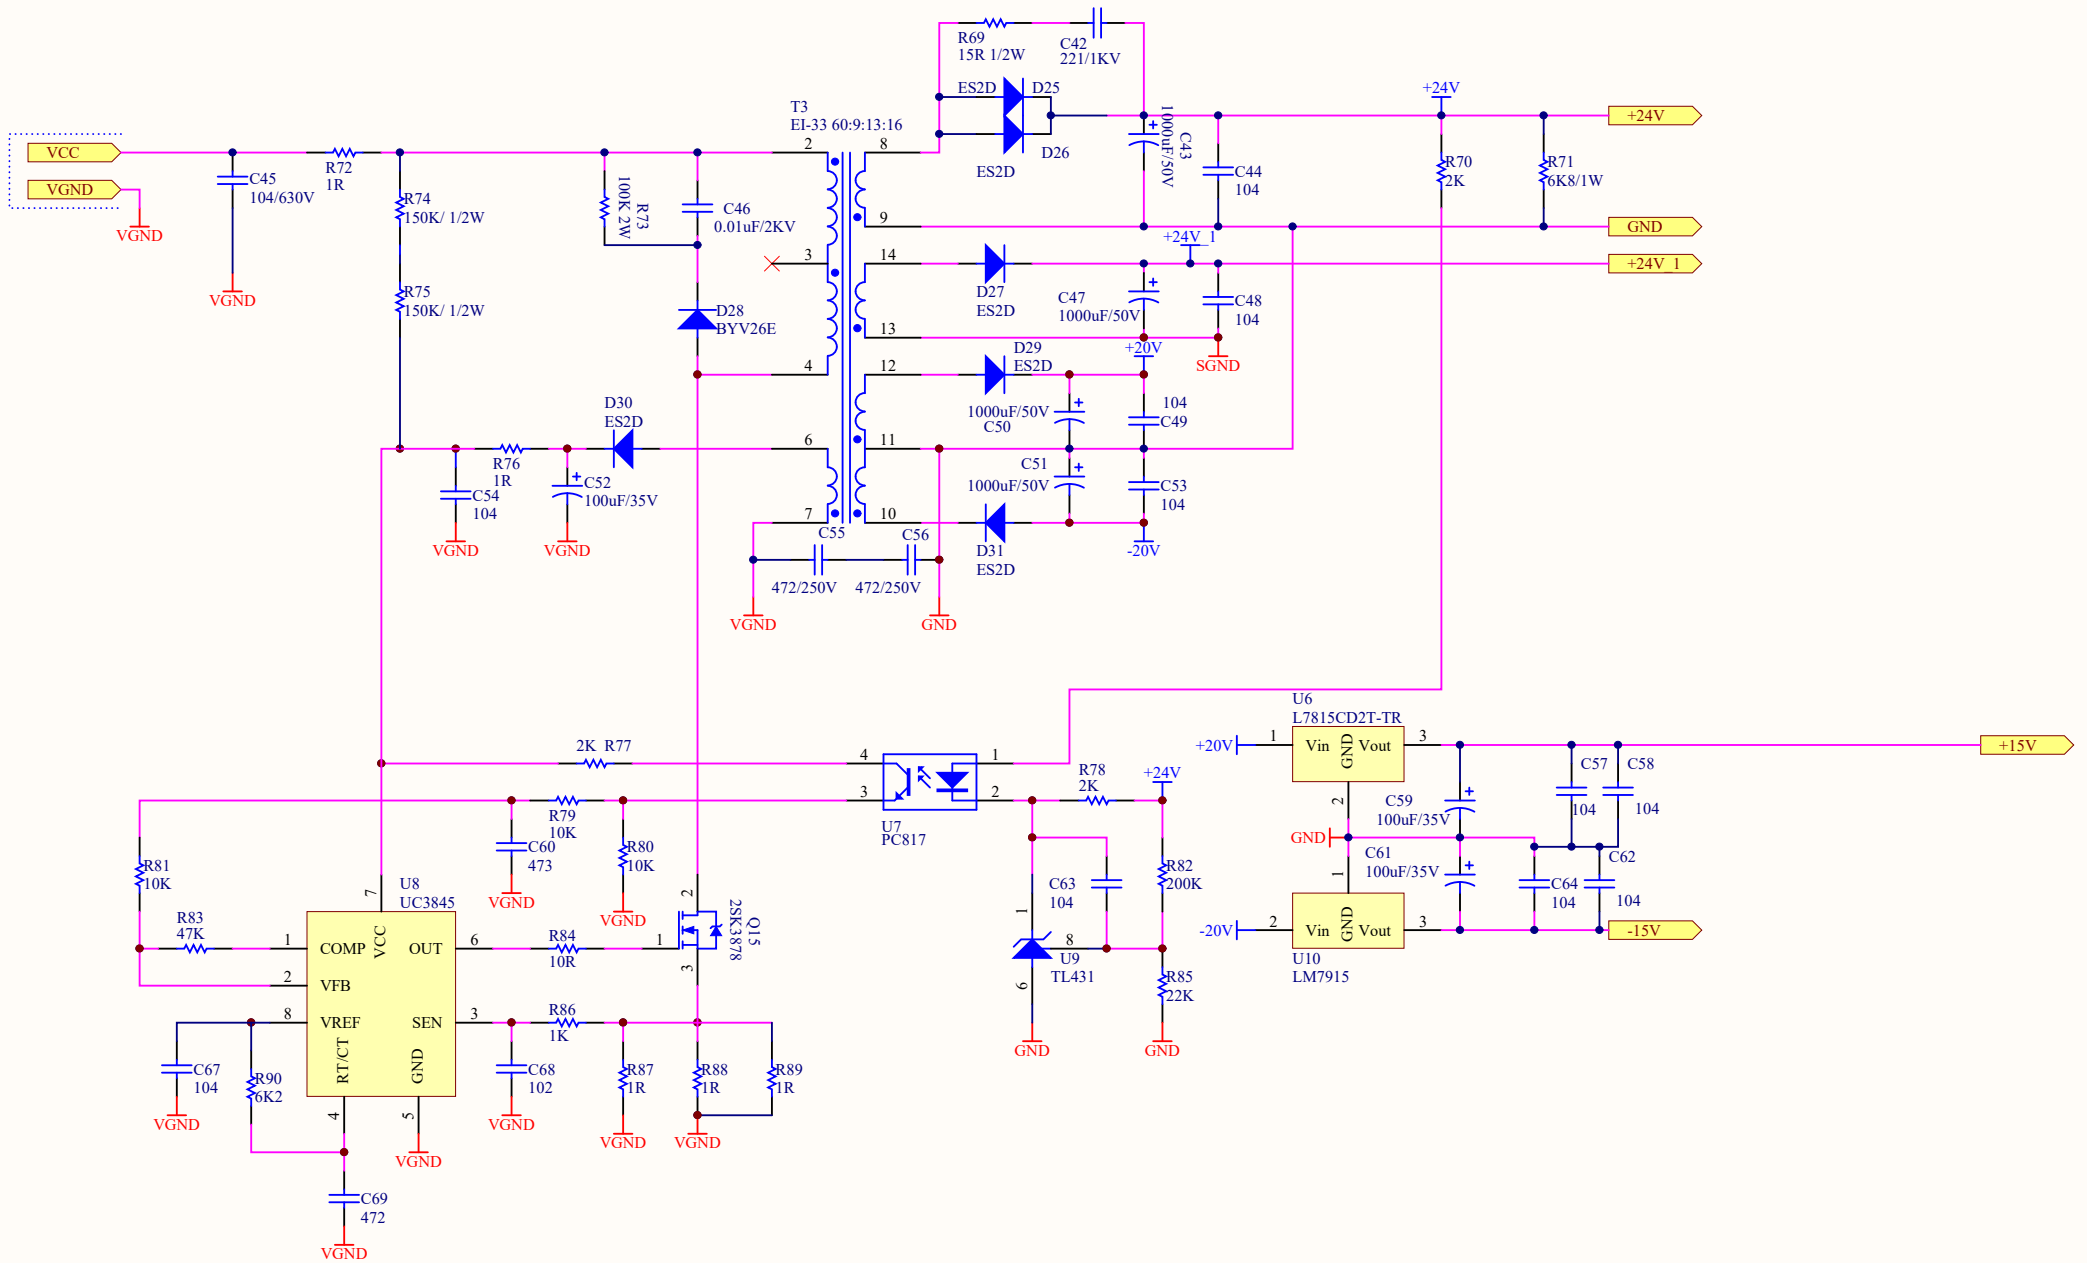 R69
15R 1/2W
C42
221/1KV
ES2D
D25
D26
ES2D
T3
EI-33 60:9:13:16
+24V
+24V
1000uF/50V
C43
C44
104
R70
2K
R71
6K8/1W
GND
VCC
VGND
VGND
C45
104/630V
VGND
R72
1R
R74
150K/ 1/2W
R75
150K/ 1/2W
100K 2W
R73
C46
0.01uF/2KV
D28
BYV26E
2
3
4
6
7
8
9
14
13
12
11
10
+24V_1
+24V_1
D27
ES2D
C47
1000uF/50V
C48
104
SGND
D29
ES2D
+20V
1000uF/50V
C50
104
C49
C51
1000uF/50V
C53
104
D31
ES2D
-20V
D30
ES2D
R76
1R
C54
104
VGND
C52
100uF/35V
VGND
C55
472/250V
C56
472/250V
VGND
GND
2K R77
4
3
1
2
U7
PC817
R78
2K
+24V
R79
10K
C60
473
VGND
R80
10K
VGND
R81
10K
R83
47K
U8
UC3845
7
1
COMP
VCC
OUT
6
2
VFB
8
VREF
SEN
3
RT/CT
GND
4
5
VGND
R84
10R
1
2
3
Q15
2SK3878
R86
1K
C68
102
VGND
R87
1R
VGND
R88
1R
VGND
R89
1R
C67
104
VGND
R90
6K2
C69
472
VGND
C63
104
1
8
6
U9
TL431
GND
R82
200K
R85
22K
GND
U6
L7815CD2T-TR
+20V
1
Vin
GND
Vout
3
2
+15V
C57
104
C58
104
C59
100uF/35V
GND
C61
100uF/35V
C62
104
C64
104
1
-20V
2
Vin
GND
Vout
3
-15V
U10
LM7915